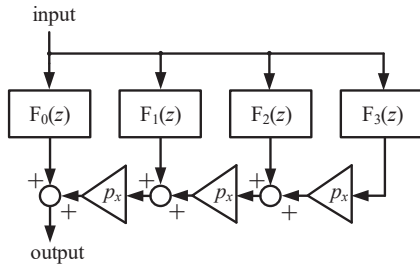 input
F₀(z) F₁(z) F₂(z) F₃(z)
+ + +
pₓ pₓ pₓ
+ + +
output